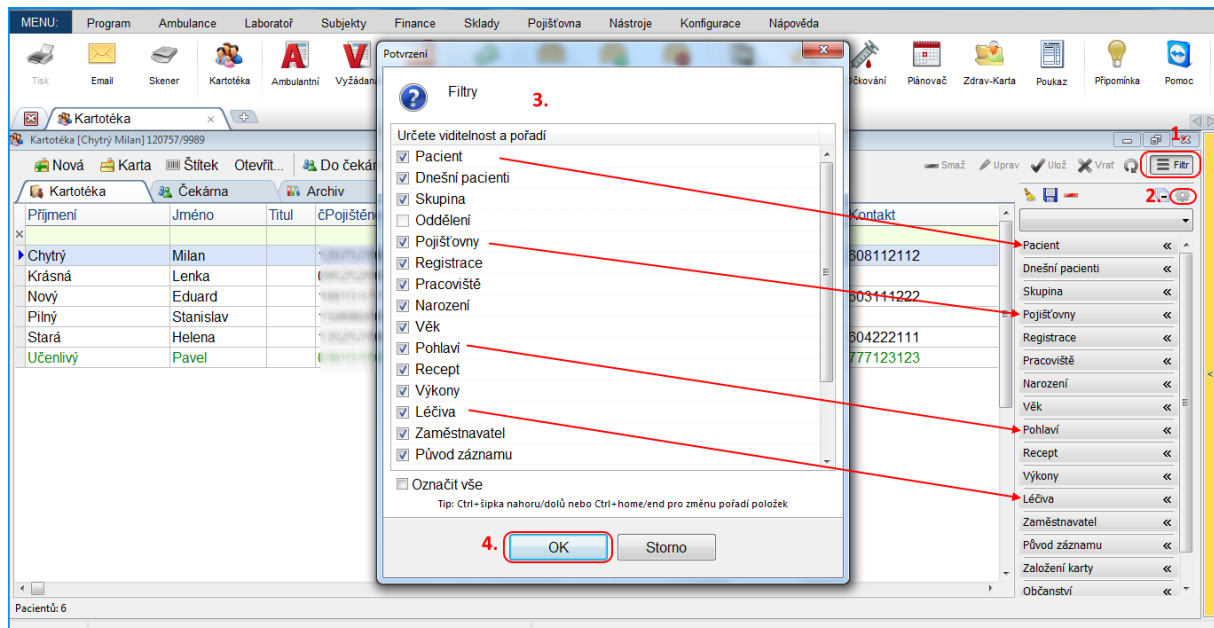 MENU: Program Ambulance Laboratoř Subjekty Finance Sklady Pojišťovna Nástroje Konfigurace Nápověda
Tisk Email Skener Kartotéka Ambulantní Očkování Plánovač Zdrav-Karta Poukaz Připomínka Pomoc
Kartotéka
Kartotéka [Chytrý Milan] 120757/9989
1.
Nová Karta Štítek Otevřít... Smaž Uprav Ulož Vrať Filtr
Kartotéka Čekárna Archiv
2.
Příjmení Jméno Titul Kontakt
Chytrý Milan 608112112
Krásná Lenka
Nový Eduard 603111222
Pilný Stanislav
Stará Helena 604222111
Učenlivý Pavel 777123123
Pacientů: 6
Potvrzení
Filtry
3.
Určete viditelnost a pořadí
Pacient
Dnešní pacienti
Skupina
Oddělení
Pojišťovny
Registrace
Pracoviště
Narození
Věk
Pohlaví
Recept
Výkony
Léčiva
Zaměstnavatel
Původ záznamu
Označit vše
Tip: Ctrl+šipka nahoru/dolů nebo Ctrl+home/end pro změnu pořadí položek
4. OK Storno
Pacient
Dnešní pacienti
Skupina
Pojišťovny
Registrace
Pracoviště
Narození
Věk
Pohlaví
Recept
Výkony
Léčiva
Zaměstnavatel
Původ záznamu
Založení karty
Občanství